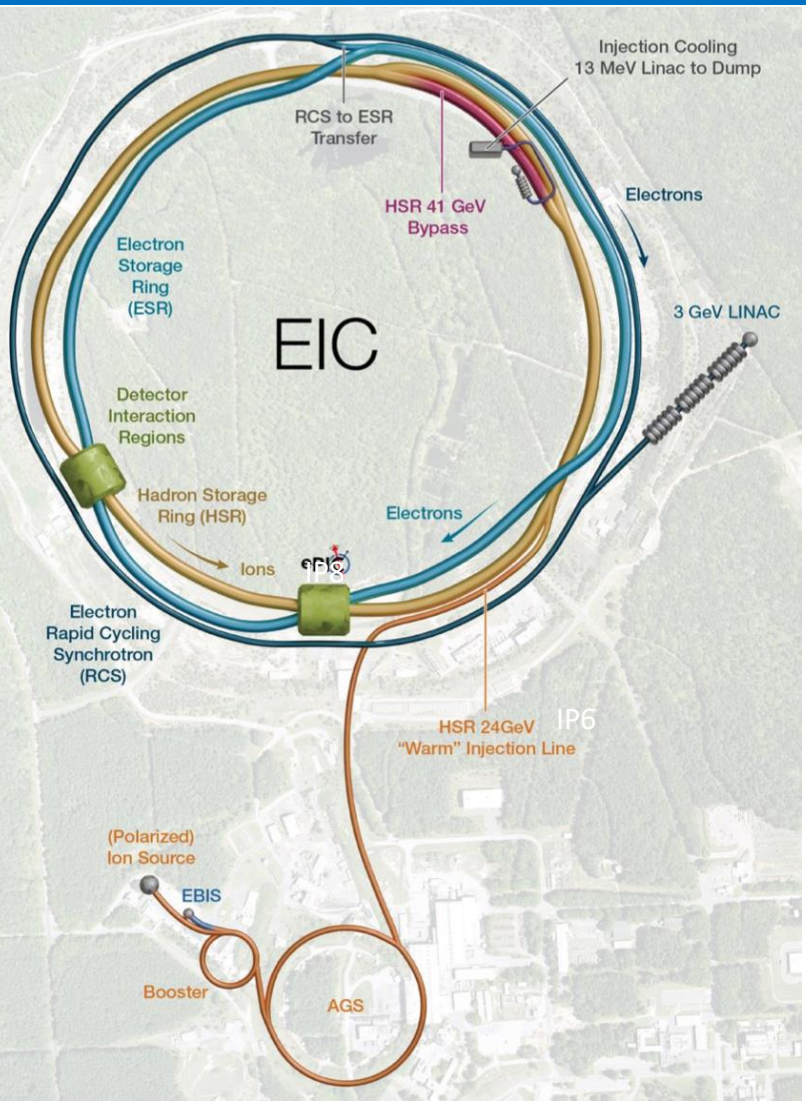 Injection Cooling
13 MeV Linac to Dump
RCS to ESR
Transfer
HSR 41 GeV
Bypass
Electrons
Electron
Storage
Ring
(ESR)
3 GeV LINAC
EIC
Detector
Interaction
Regions
Hadron Storage
Ring (HSR)
Electrons
Ions
ePIC
IP8
Electron
Rapid Cycling
Synchrotron
(RCS)
IP6
HSR 24GeV
“Warm” Injection Line
(Polarized)
Ion Source
EBIS
Booster
AGS